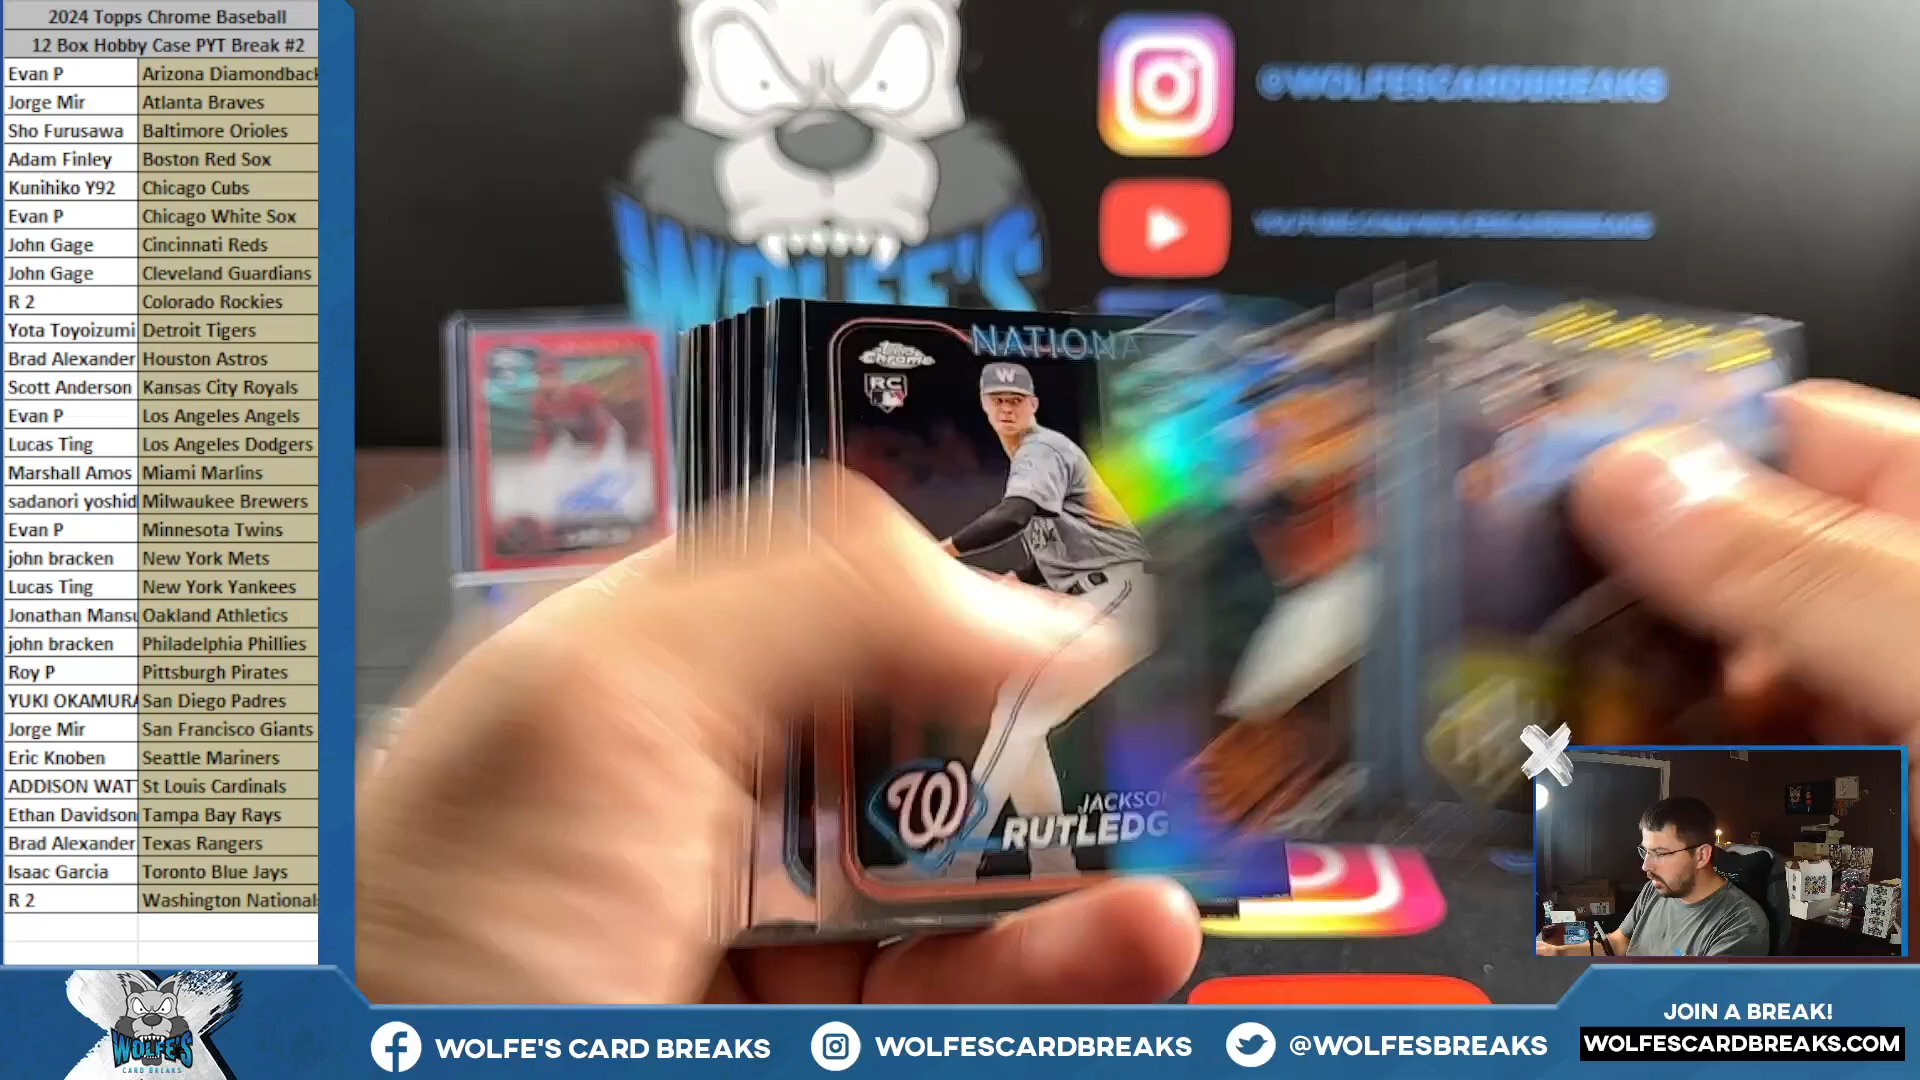 2024 Topps Chrome Baseball
12 Box Hobby Case PYT Break #2
Evan P Arizona Diamondback
Jorge Mir Atlanta Braves
Sho Furusawa Baltimore Orioles
Adam Finley Boston Red Sox
Kunihiko Y92 Chicago Cubs
Evan P Chicago White Sox
John Gage Cincinnati Reds
John Gage Cleveland Guardians
R 2 Colorado Rockies
Yota Toyoizumi Detroit Tigers
Brad Alexander Houston Astros
Scott Anderson Kansas City Royals
Evan P Los Angeles Angels
Lucas Ting Los Angeles Dodgers
Marshall Amos Miami Marlins
sadanori yoshid Milwaukee Brewers
Evan P Minnesota Twins
john bracken New York Mets
Lucas Ting New York Yankees
Jonathan Mansu Oakland Athletics
john bracken Philadelphia Phillies
Roy P Pittsburgh Pirates
YUKI OKAMURA San Diego Padres
Jorge Mir San Francisco Giants
Eric Knoben Seattle Mariners
ADDISON WAT St Louis Cardinals
Ethan Davidson Tampa Bay Rays
Brad Alexander Texas Rangers
Isaac Garcia Toronto Blue Jays
R 2 Washington National
@WOLFESCARDBREAKS
WOLFE'S
NATIONA
Topps Chrome
RC
W
W
JACKSO
RUTLEDG
WOLFE'S
CARD BREAKS
WOLFE'S CARD BREAKS
WOLFESCARDBREAKS
@WOLFESBREAKS
JOIN A BREAK!
WOLFESCARDBREAKS.COM